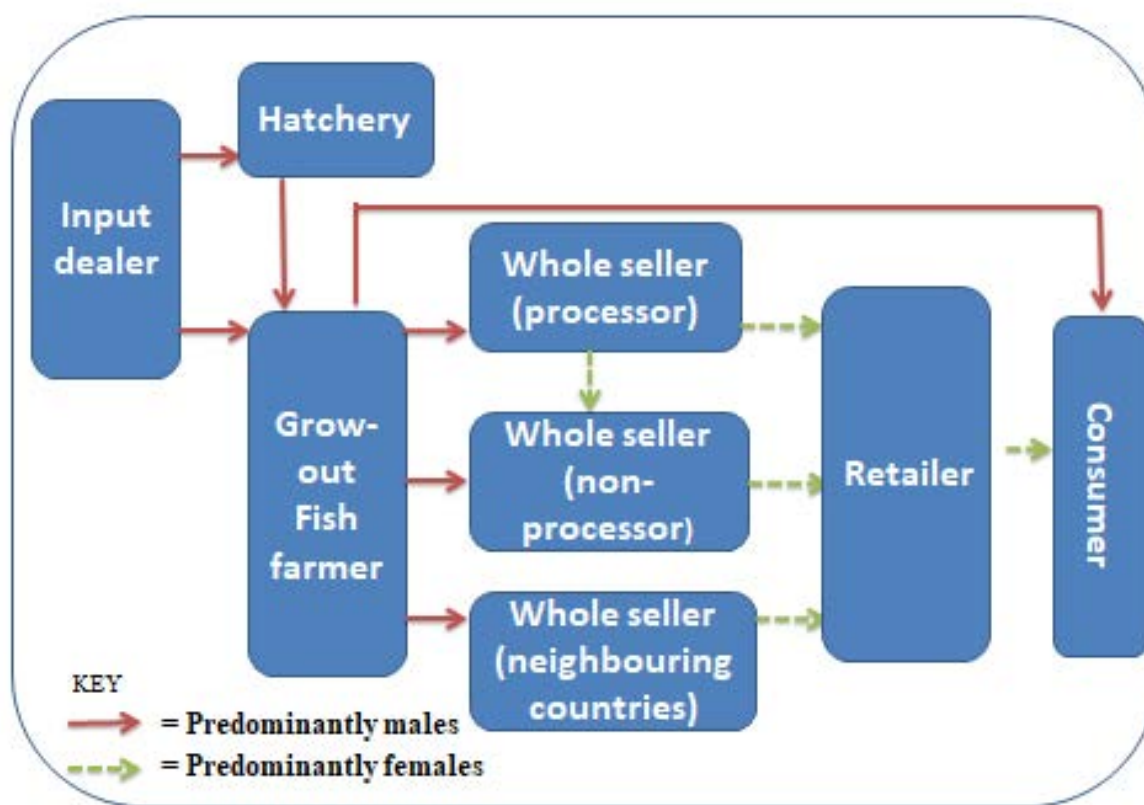 Hatchery
Input
dealer
Whole seller
(processor)
Grow-
out
Fish
farmer
Whole seller
(non-
processor)
Whole seller
(neighbouring
countries)
Retailer
Consumer
KEY
= Predominantly males
= Predominantly females